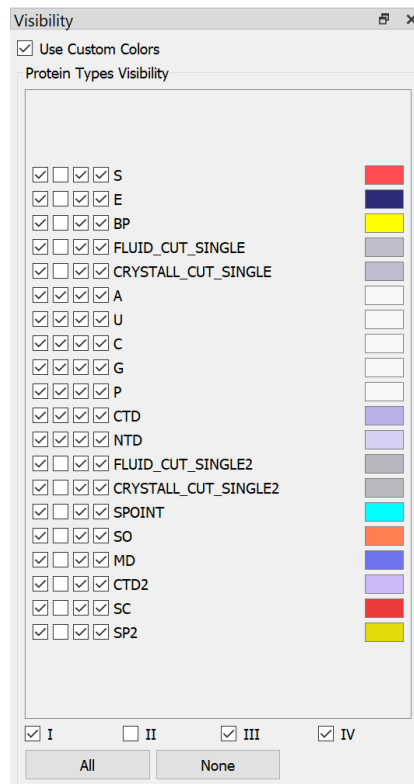 Visibility
Use Custom Colors
Protein Types Visibility
S
E
BP
FLUID_CUT_SINGLE
CRYSTALL_CUT_SINGLE
A
U
C
G
P
CTD
NTD
FLUID_CUT_SINGLE2
CRYSTALL_CUT_SINGLE2
SPOINT
SO
MD
CTD2
SC
SP2
I II III IV
All None